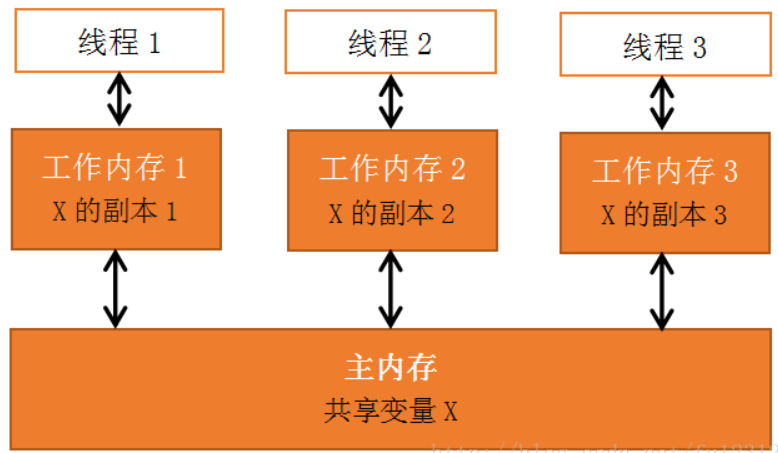 线程 1
线程 2
线程 3
工作内存 1
X 的副本 1
工作内存 2
X 的副本 2
工作内存 3
X 的副本 3
主内存
共享变量 X